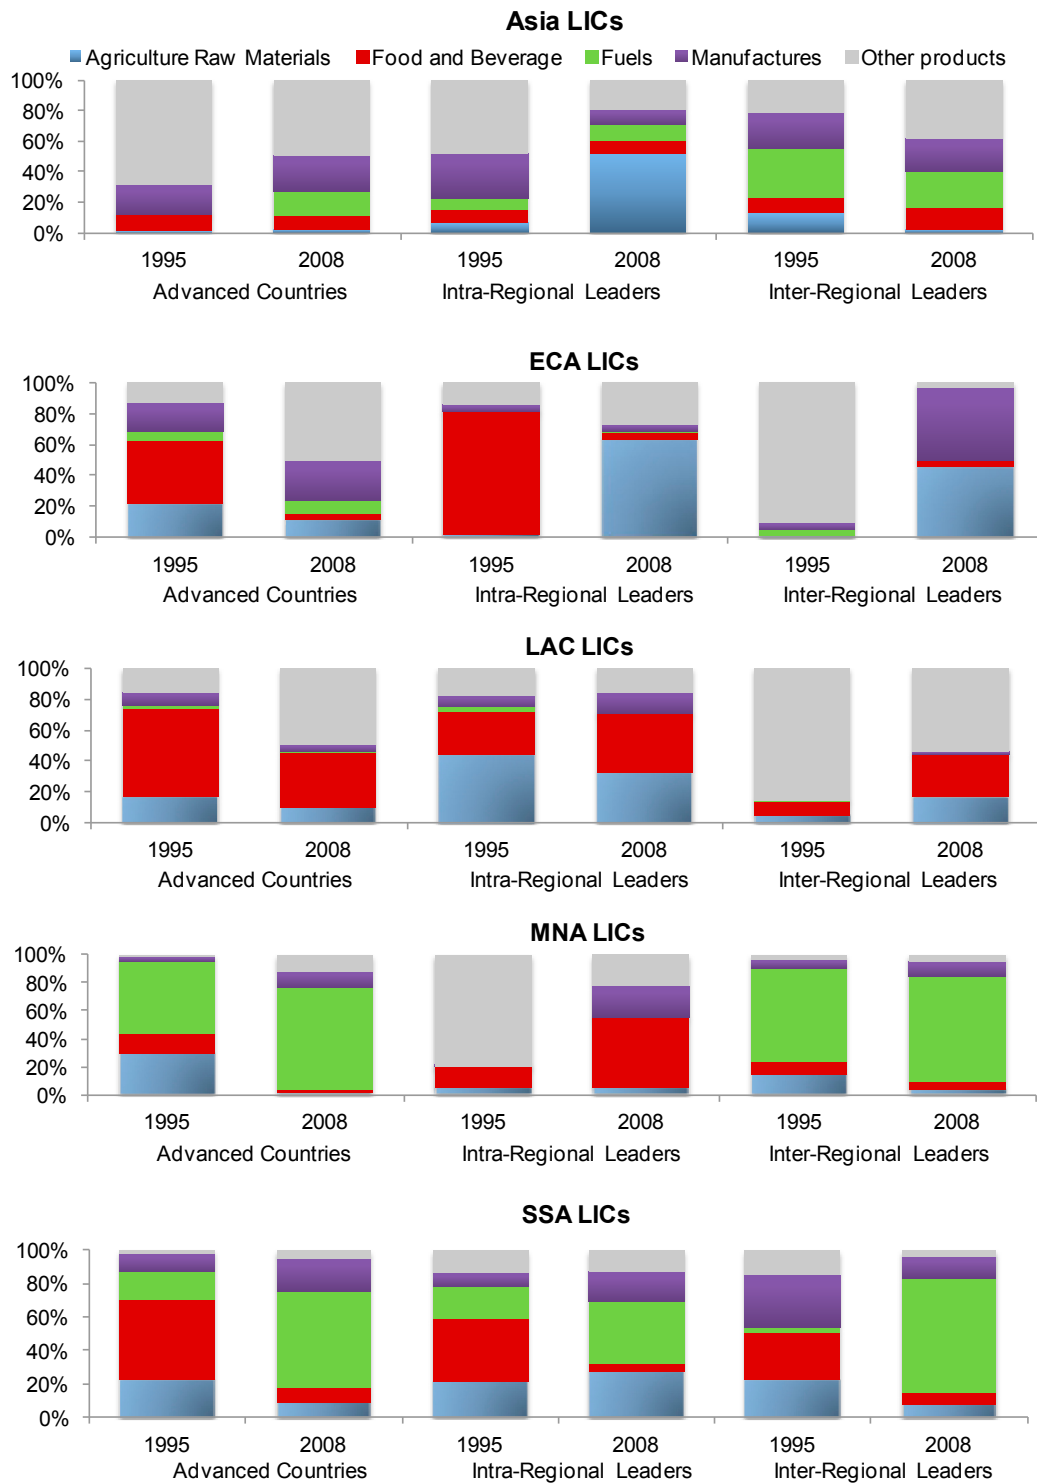 Asia LICs
Agriculture Raw Materials Food and Beverage Fuels Manufactures Other products
100%
80%
60%
40%
20%
0%
1995 2008 1995 2008 1995 2008
Advanced Countries Intra-Regional Leaders Inter-Regional Leaders
ECA LICs
100%
80%
60%
40%
20%
0%
1995 2008 1995 2008 1995 2008
Advanced Countries Intra-Regional Leaders Inter-Regional Leaders
LAC LICs
100%
80%
60%
40%
20%
0%
1995 2008 1995 2008 1995 2008
Advanced Countries Intra-Regional Leaders Inter-Regional Leaders
MNA LICs
100%
80%
60%
40%
20%
0%
1995 2008 1995 2008 1995 2008
Advanced Countries Intra-Regional Leaders Inter-Regional Leaders
SSA LICs
100%
80%
60%
40%
20%
0%
1995 2008 1995 2008 1995 2008
Advanced Countries Intra-Regional Leaders Inter-Regional Leaders